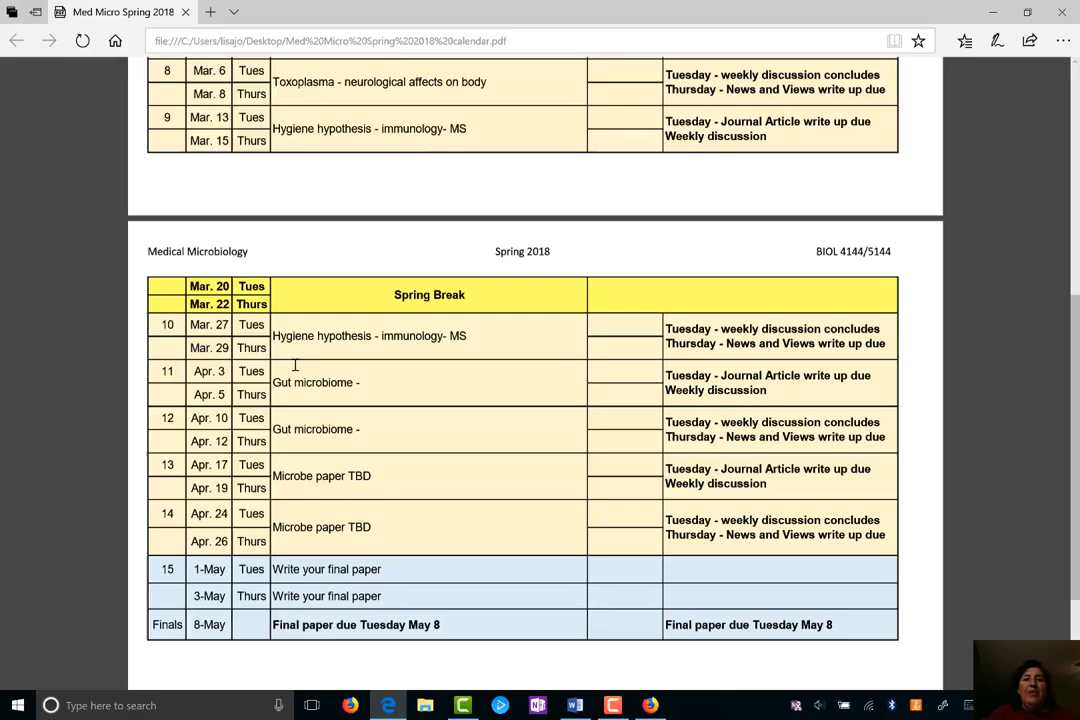 Med Micro Spring 2018
file:///C:/Users/lisajo/Desktop/Med%20Micro%20Spring%202018%20calendar.pdf
8 Mar. 6 Tues Toxoplasma - neurological affects on body Tuesday - weekly discussion concludes
Mar. 8 Thurs Thursday - News and Views write up due
9 Mar. 13 Tues Hygiene hypothesis - immunology- MS Tuesday - Journal Article write up due
Mar. 15 Thurs Weekly discussion
Medical Microbiology Spring 2018 BIOL 4144/5144
Mar. 20 Tues Spring Break
Mar. 22 Thurs
10 Mar. 27 Tues Hygiene hypothesis - immunology- MS Tuesday - weekly discussion concludes
Mar. 29 Thurs Thursday - News and Views write up due
11 Apr. 3 Tues Gut microbiome - Tuesday - Journal Article write up due
Apr. 5 Thurs Weekly discussion
12 Apr. 10 Tues Gut microbiome - Tuesday - weekly discussion concludes
Apr. 12 Thurs Thursday - News and Views write up due
13 Apr. 17 Tues Microbe paper TBD Tuesday - Journal Article write up due
Apr. 19 Thurs Weekly discussion
14 Apr. 24 Tues Microbe paper TBD Tuesday - weekly discussion concludes
Apr. 26 Thurs Thursday - News and Views write up due
15 1-May Tues Write your final paper
3-May Thurs Write your final paper
Finals 8-May Final paper due Tuesday May 8 Final paper due Tuesday May 8
Type here to search